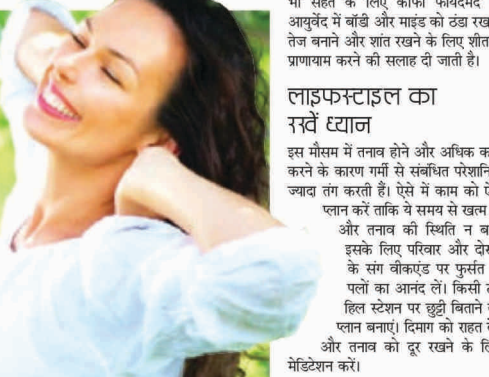 भी सेहत के लिए काफी फायदेमंद
आयुर्वेद में बॉडी और माइंड को ठंडा
तेज बनाने और शांत रखने के लिए
प्राणायाम करने की सलाह दी जाती है।
लाइफस्टाइल का
रखें ध्यान
इस मौसम में तनाव होने और अधिक
करने के कारण गर्मी से संबंधित
ज्यादा तंग करती हैं। ऐसे में काम को
प्लान करें ताकि ये समय से खत्म
और तनाव की स्थिति न
इसके लिए परिवार और
के संग वीकएंड पर फुर्सत
पलों का आनंद लें। किसी
हिल स्टेशन पर छुट्टी बिताने
प्लान बनाएं। दिमाग को राहत
और तनाव को दूर रखने के
मेडिटेशन करें।